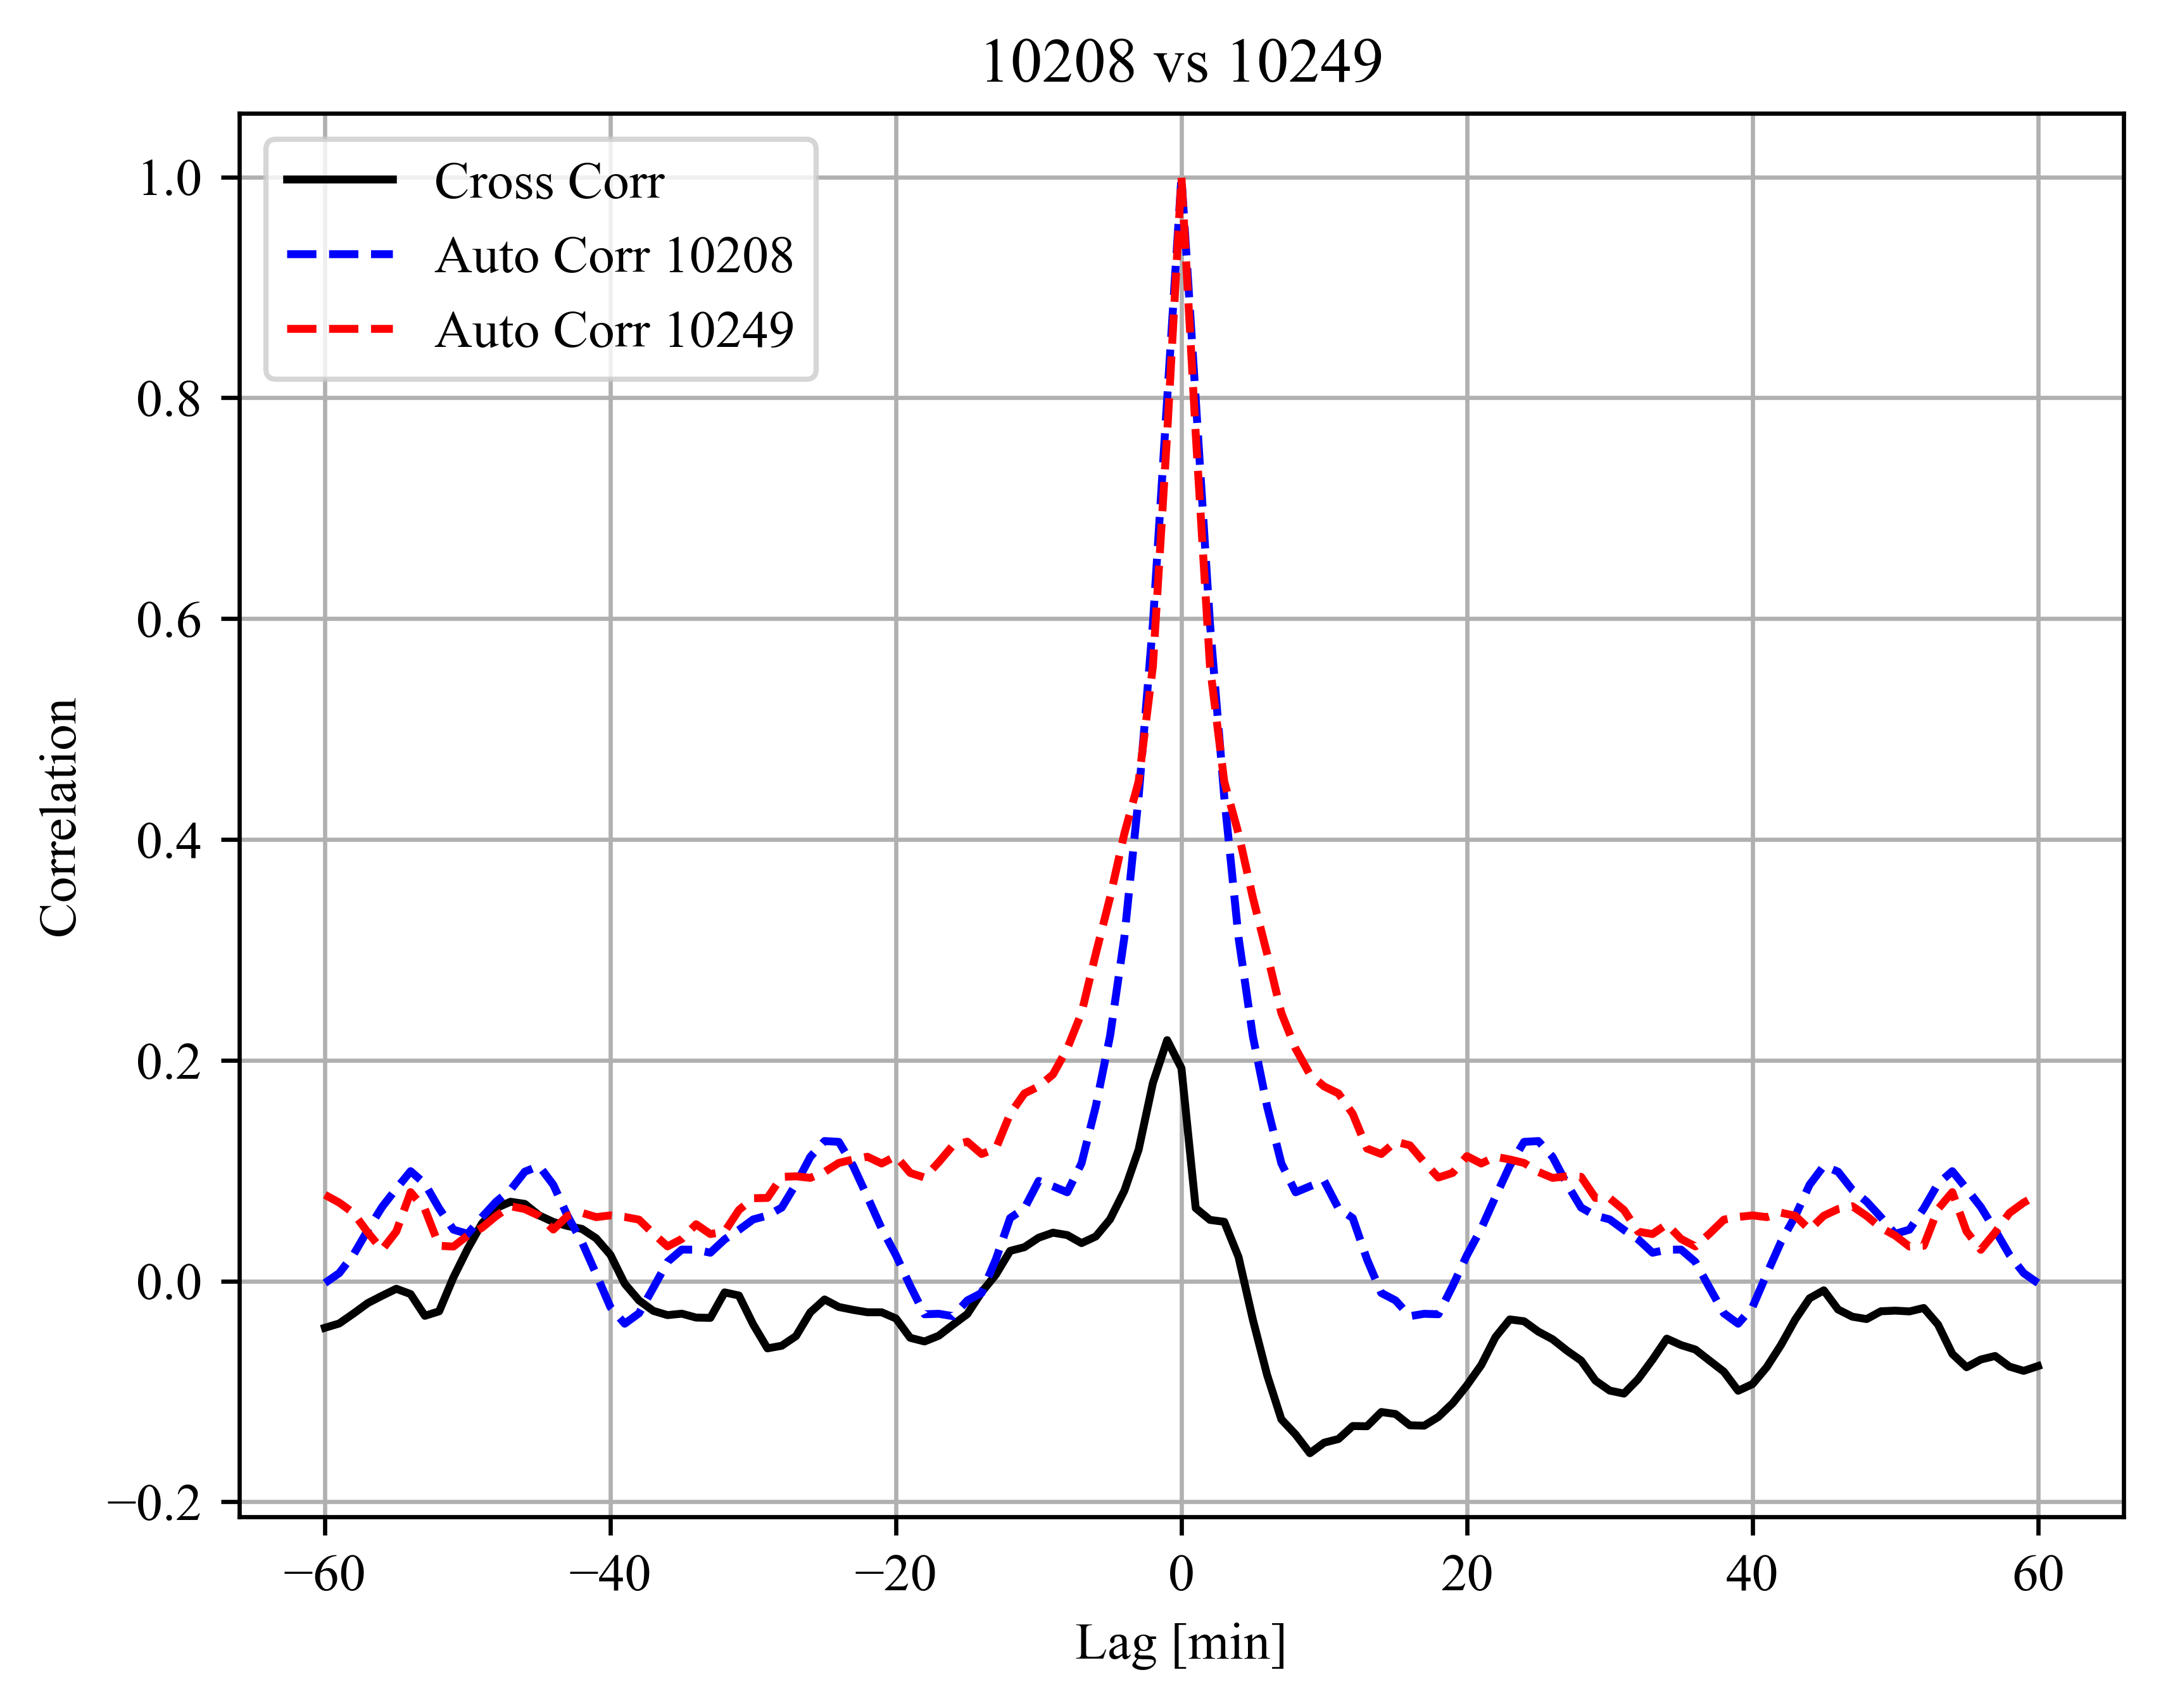 10208 vs 10249
Cross Corr
Auto Corr 10208
Auto Corr 10249
1.0
0.8
0.6
0.4
0.2
0.0
−0.2
Correlation
−60 −40 −20 0 20 40 60
Lag [min]